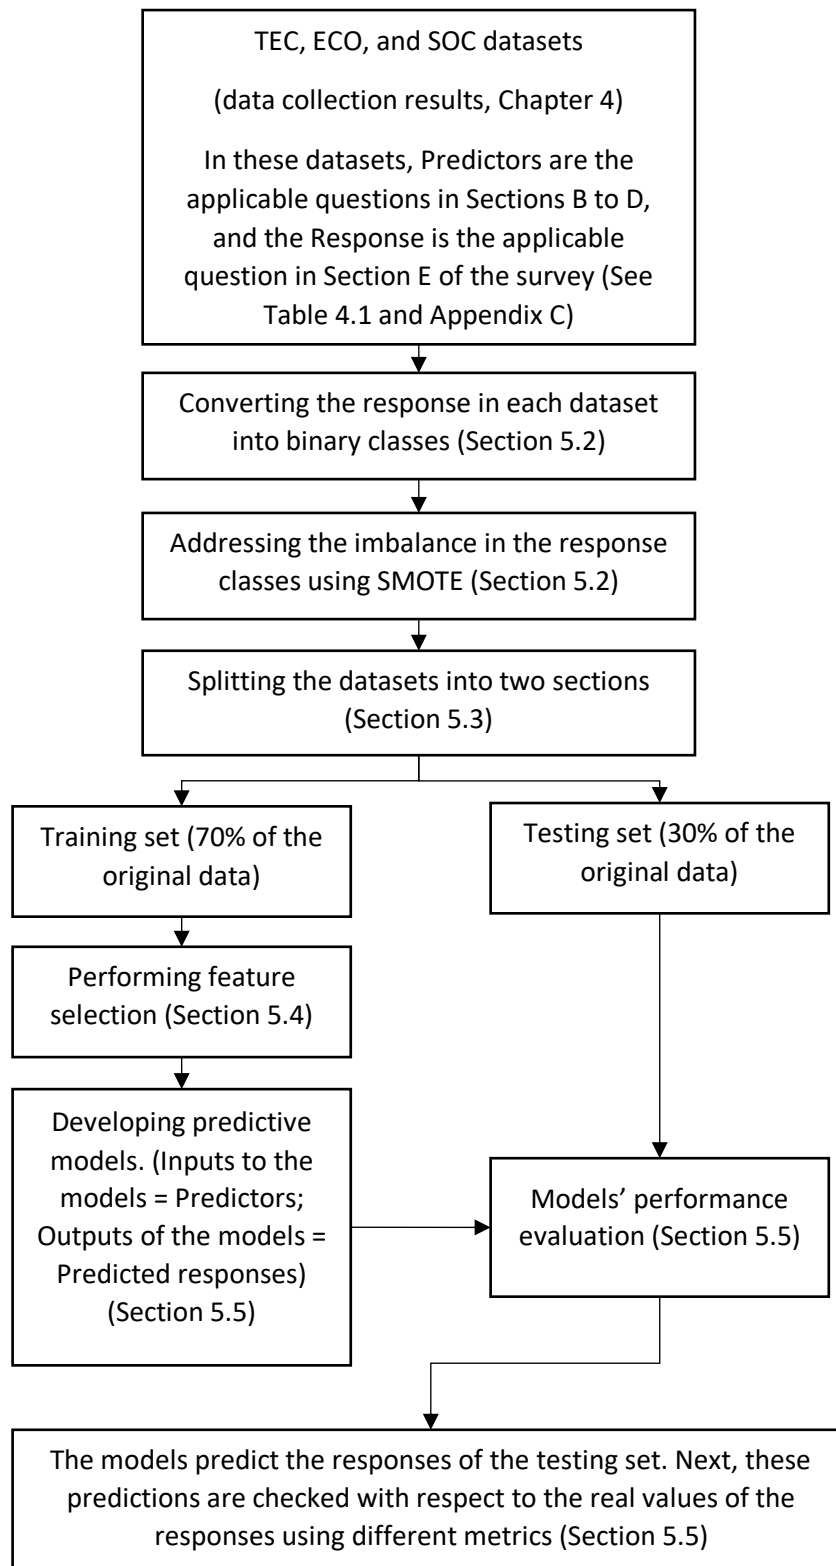 TEC, ECO, and SOC datasets
(data collection results, Chapter 4)
In these datasets, Predictors are the
applicable questions in Sections B to D,
and the Response is the applicable
question in Section E of the survey (See
Table 4.1 and Appendix C)
Converting the response in each dataset
into binary classes (Section 5.2)
Addressing the imbalance in the response
classes using SMOTE (Section 5.2)
Splitting the datasets into two sections
(Section 5.3)
Training set (70% of the
original data)
Testing set (30% of the
original data)
Performing feature
selection (Section 5.4)
Developing predictive
models. (Inputs to the
models = Predictors;
Outputs of the models =
Predicted responses)
(Section 5.5)
Models’ performance
evaluation (Section 5.5)
The models predict the responses of the testing set. Next, these
predictions are checked with respect to the real values of the
responses using different metrics (Section 5.5)